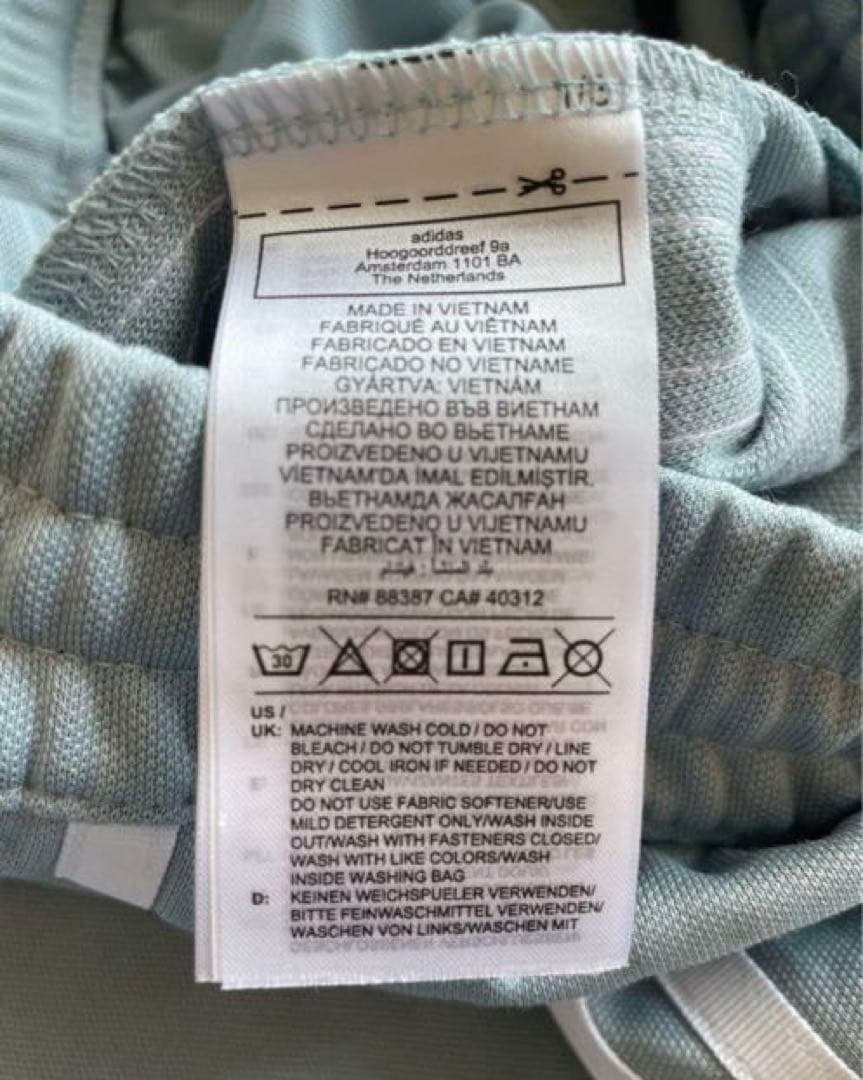 adidas
Hoogoorddreef 9a
Amsterdam 1101 BA
The Netherlands
MADE IN VIETNAM
FABRIQUÉ AU VIÊTNAM
FABRICADO EN VIETNAM
FABRICADO NO VIETNAME
GYÁRTVA: VIETNÁM
ПРОИЗВЕДЕНО ВЪВ ВИЕТНАМ
СДЕЛАНО ВО ВЬЕТНАМЕ
PROIZVEDENO U VIJETNAMU
VİETNAM'DA İMAL EDİLMİŞTİR.
ВЬЕТНАМДА ЖАСАЛҒАН
PROIZVEDENO U VIJETNAMU
FABRICAT ÎN VIETNAM
بلد المنشأ : فيتنام
RN# 88387 CA# 40312
30
US /
UK: MACHINE WASH COLD / DO NOT
BLEACH / DO NOT TUMBLE DRY / LINE
DRY / COOL IRON IF NEEDED / DO NOT
DRY CLEAN
DO NOT USE FABRIC SOFTENER/USE
MILD DETERGENT ONLY/WASH INSIDE
OUT/WASH WITH FASTENERS CLOSED/
WASH WITH LIKE COLORS/WASH
INSIDE WASHING BAG
D: KEINEN WEICHSPUELER VERWENDEN/
BITTE FEINWASCHMITTEL VERWENDEN/
WASCHEN VON LINKS/WASCHEN MIT